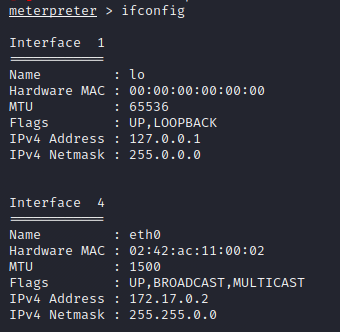 meterpreter > ifconfig
Interface  1
============
Name         : lo
Hardware MAC : 00:00:00:00:00:00
MTU          : 65536
Flags        : UP,LOOPBACK
IPv4 Address : 127.0.0.1
IPv4 Netmask : 255.0.0.0
Interface  4
============
Name         : eth0
Hardware MAC : 02:42:ac:11:00:02
MTU          : 1500
Flags        : UP,BROADCAST,MULTICAST
IPv4 Address : 172.17.0.2
IPv4 Netmask : 255.255.0.0